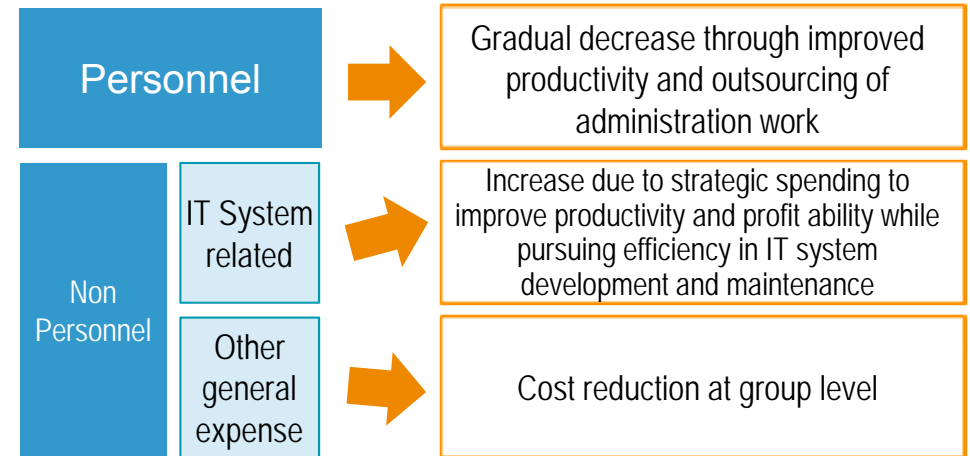 Personnel
Gradual decrease through improved
productivity and outsourcing of
administration work
Non
Personnel
IT System
related
Increase due to strategic spending to
improve productivity and profit ability while
pursuing efficiency in IT system
development and maintenance
Other
general
expense
Cost reduction at group level